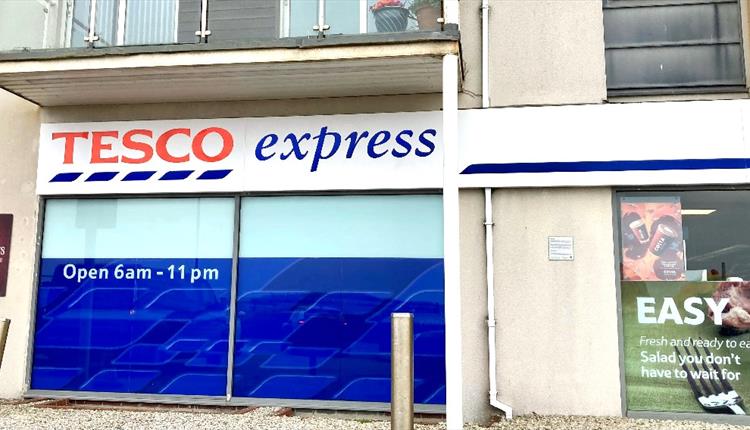 TESCO express
Open 6am - 11 pm
EASY
Fresh and ready to ea
Salad you don't
have to wait for